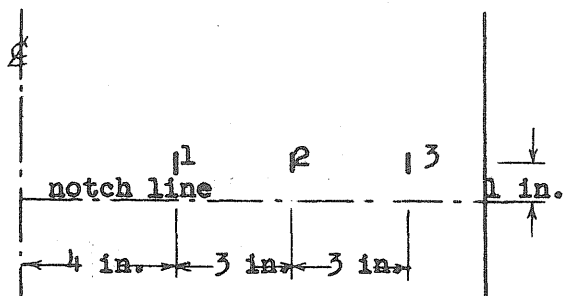 ℄
1 2 3
notch line 1 in.
4 in. 3 in. 3 in.